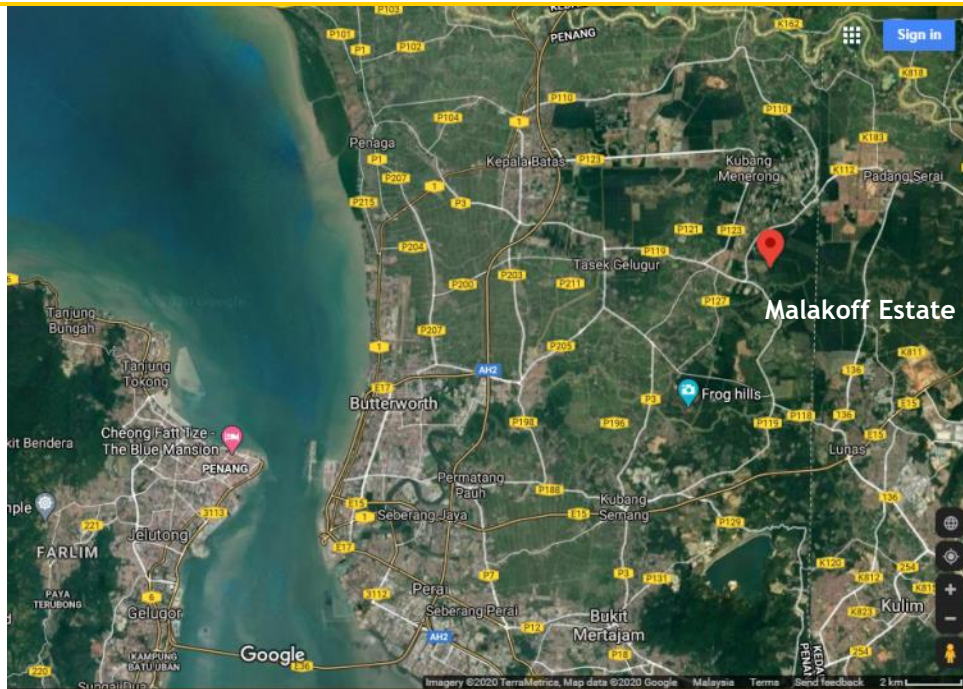 P103
KEDAH
PENANG
K162
Sign in
P101
P1
P102
K818
P110
P110
P104
1
K183
Penaga
P1
Kepala Batas
P123
Kubang
Menerong
K112
Padang Serai
P207
1
P215
P3
P121
P123
P204
P119
Tasek Gelugur
P203
P200
P211
P127
Malakoff Estate
Tanjung
Bungah
P207
1
P205
K811
Tanjung
Tokong
AH2
136
E17
Frog hills
E15
Butterworth
P3
P118
136
P198
P196
P119
Cheong Fatt Tze -
The Blue Mansion
PENANG
E15
Lunas
Permatang
Pauh
P188
136
E15
Kubang
Semang
E15
3113
1
Seberang Jaya
P129
221
Jelutong
E17
FARLIM
K120
254
P3
P131
K812
P7
PAYA
TERUBONG
6
3112
Perai
Seberang Perai
Kulim
Gelugor
Bukit
Mertajam
K823
P12
AH2
KAMPUNG
BATU UBAN
Google
E36
P18
254
220
Sungai Dua
Imagery ©2020 TerraMetrics, Map data ©2020 Google Malaysia Terms Send feedback 2 km